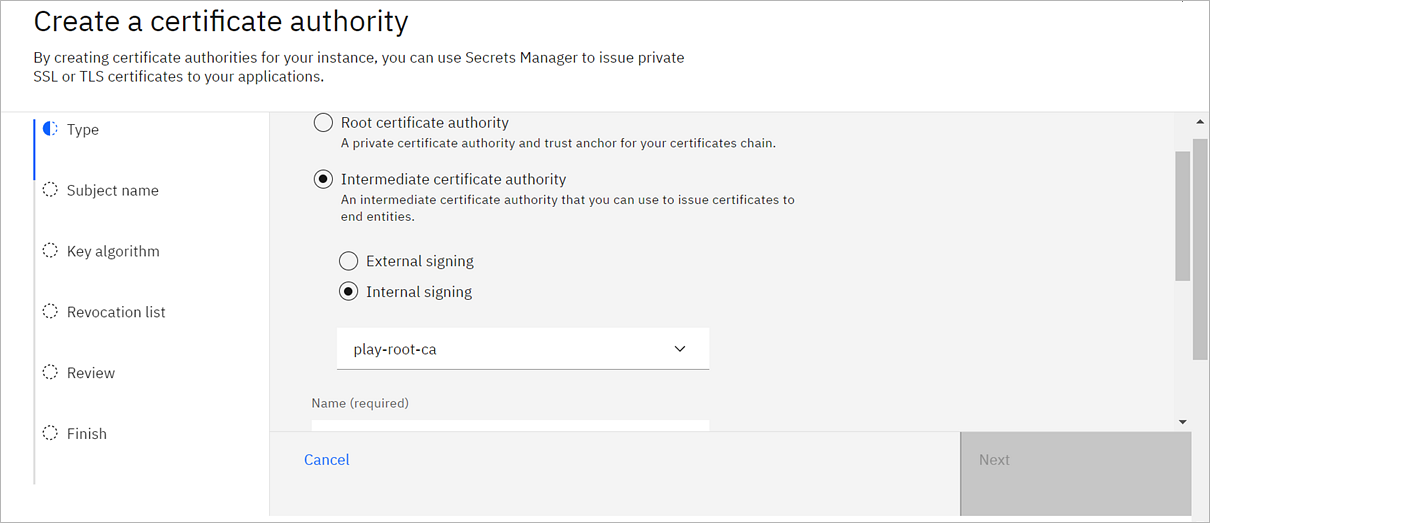 Create a certificate authority
By creating certificate authorities for your instance, you can use Secrets Manager to issue private
SSL or TLS certificates to your applications.
Type
Subject name
Key algorithm
Revocation list
Review
Finish
Root certificate authority
A private certificate authority and trust anchor for your certificates chain.
Intermediate certificate authority
An intermediate certificate authority that you can use to issue certificates to
end entities.
External signing
Internal signing
play-root-ca
Name (required)
Cancel
Next